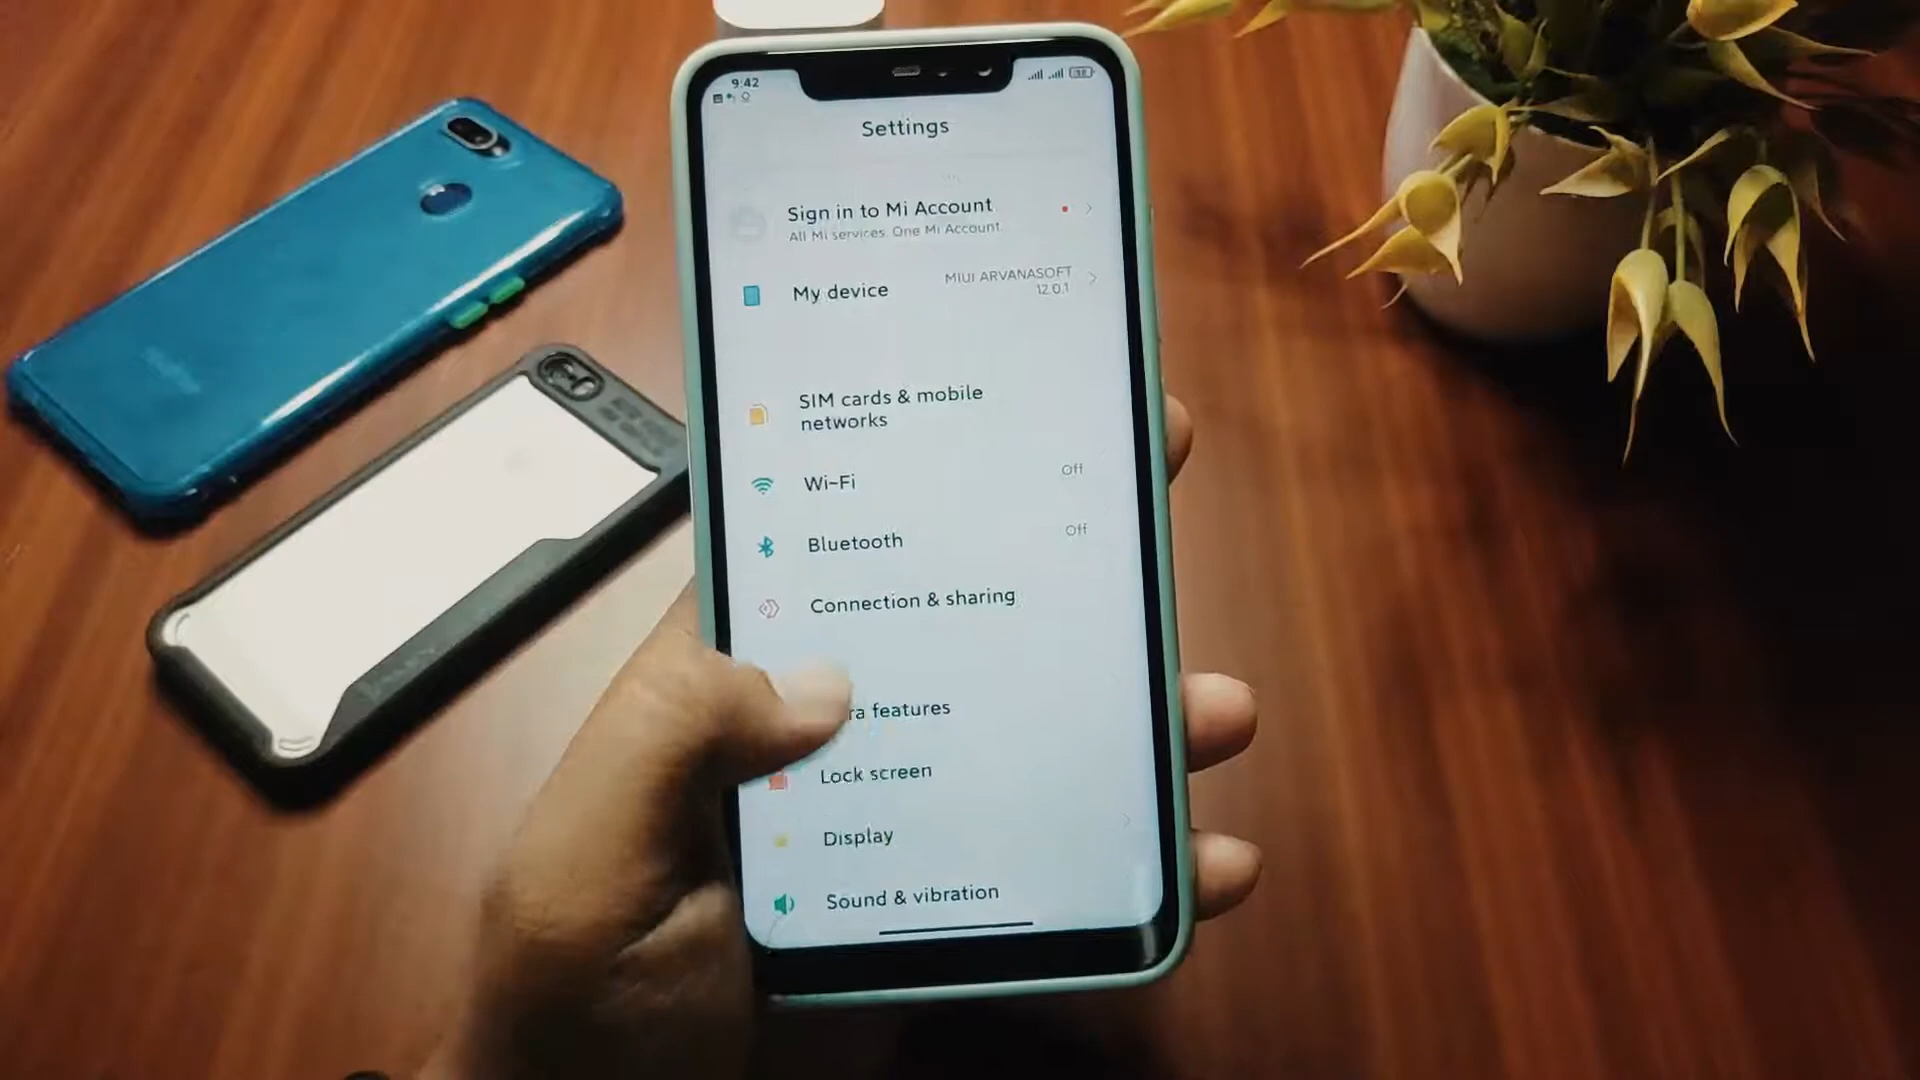 9:42
Settings
Sign in to Mi Account
All Mi services. One Mi Account.
My device
MIUI ARVANASOFT
12.0.1
SIM cards & mobile
networks
Wi-Fi
Off
Bluetooth
Off
Connection & sharing
ra features
Lock screen
Display
Sound & vibration